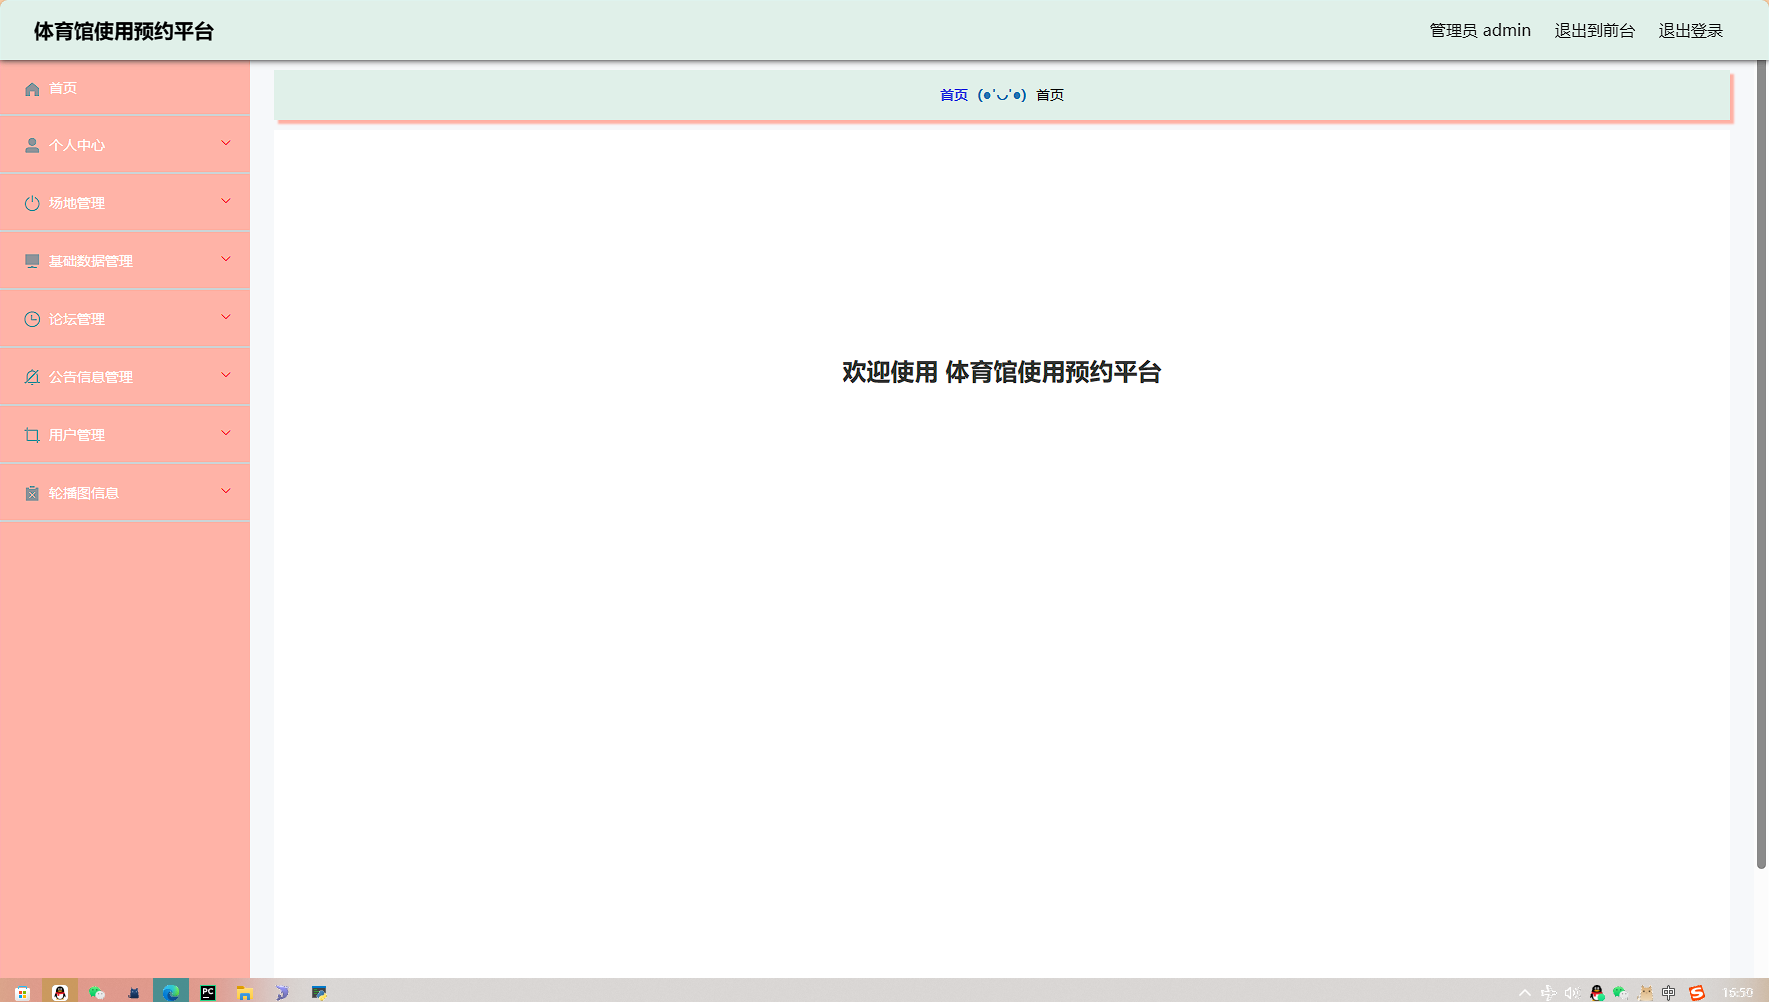 体育馆使用预约平台
管理员 admin 退出到前台 退出登录
首页
个人中心
场地管理
基础数据管理
论坛管理
公告信息管理
用户管理
轮播图信息
首页 (●'◡'●) 首页
欢迎使用 体育馆使用预约平台
PC
中
16:50